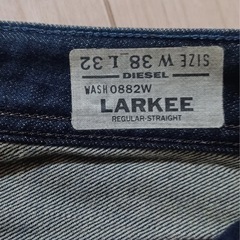 SIZE W 38 L 32
DIESEL
WASH 0882W
LARKEE
REGULAR-STRAIGHT